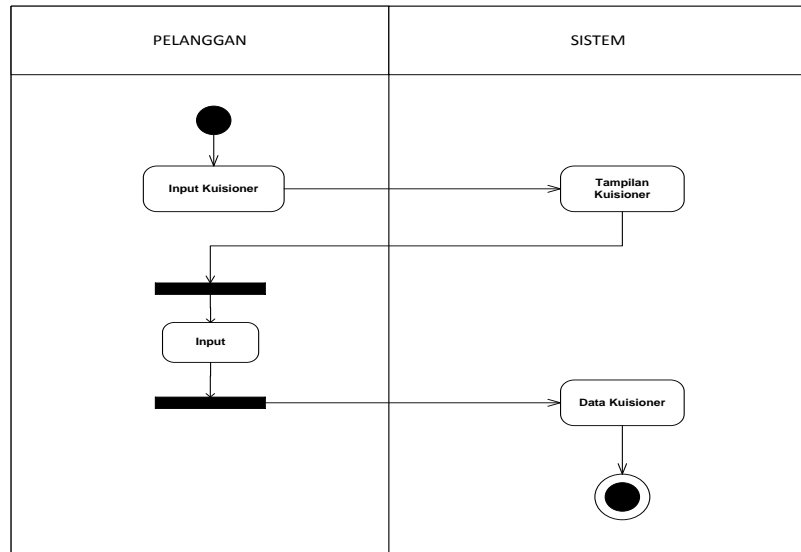 PELANGGAN
SISTEM
Input Kuisioner
Tampilan
Kuisioner
Input
Data Kuisioner